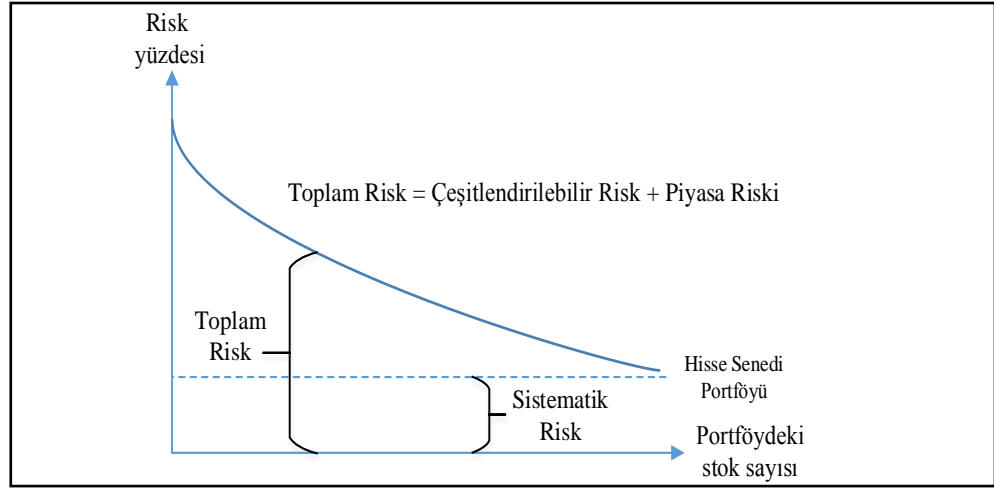 Risk
yüzdesi
Toplam Risk = Çeşitlendirilebilir Risk + Piyasa Riski
Toplam
Risk
Hisse Senedi
Portföyü
Sistematik
Risk
Portföydeki
stok sayısı